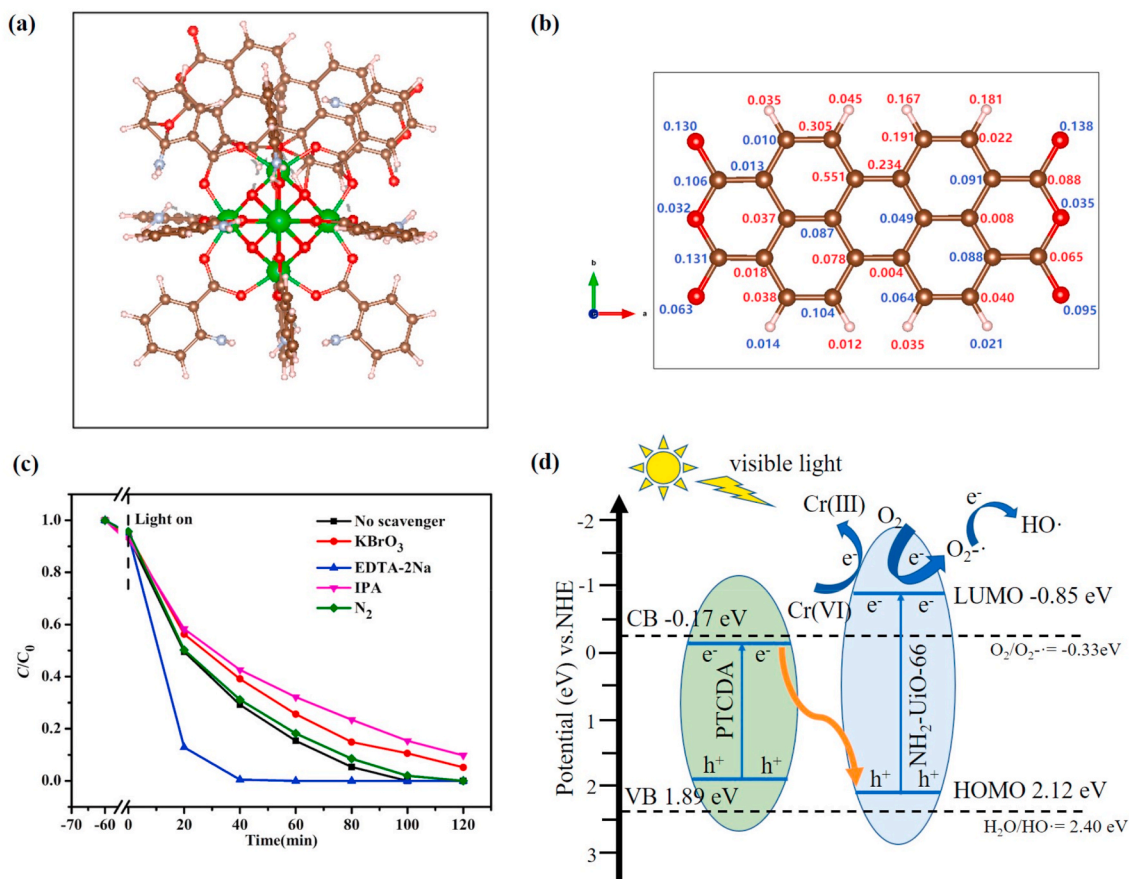 (a)
(b)
0.035 0.045 0.167 0.181
0.130 0.138
0.010 0.305 0.191 0.022
0.013 0.234
0.106 0.551 0.091 0.088
0.032 0.035
0.037 0.087 0.049 0.008
0.131 0.078 0.088 0.065
0.018 0.004
0.038 0.064 0.040
0.063 0.104 0.095
0.014 0.012 0.035 0.021
b
a
(c)
Light on
No scavenger
KBrO3
EDTA-2Na
IPA
N2
C/C0
1.0
0.8
0.6
0.4
0.2
0.0
-70 -60 0 20 40 60 80 100 120
Time(min)
(d)
visible light
Potential (eV) vs.NHE
-2
-1
0
1
2
3
Cr(III)
O2
e-
HO·
e-
e-
O2-·
Cr(VI)
CB -0.17 eV
e- e-
LUMO -0.85 eV
O2/O2-·= -0.33eV
e- e-
PTCDA
NH2-UiO-66
h+ h+
h+ h+
VB 1.89 eV
HOMO 2.12 eV
H2O/HO·= 2.40 eV